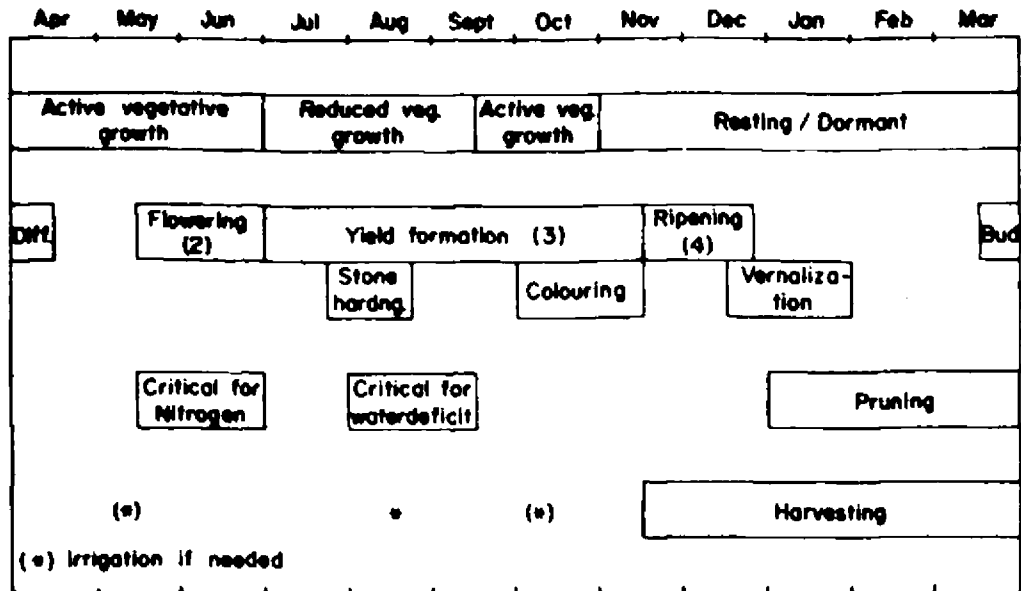 Apr May Jun Jul Aug Sept Oct Nov Dec Jan Feb Mar
Active vegetative
growth
Reduced veg.
growth
Active veg.
growth
Resting / Dormant
Diff.
Flowering
(2)
Yield formation (3)
Ripening
(4)
Bud
Stone
hardng.
Colouring
Vernaliza-
tion
Critical for
Nitrogen
Critical for
waterdeficit
Pruning
(*) * (*)
Harvesting
(*) Irrigation if needed